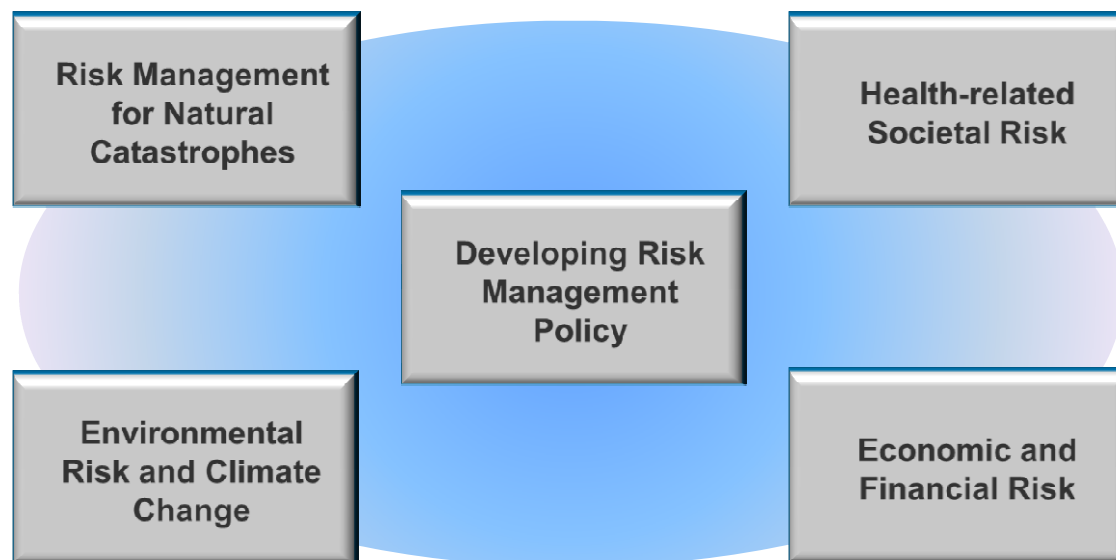 Risk Management
for Natural
Catastrophes
Health-related
Societal Risk
Developing Risk
Management
Policy
Environmental
Risk and Climate
Change
Economic and
Financial Risk